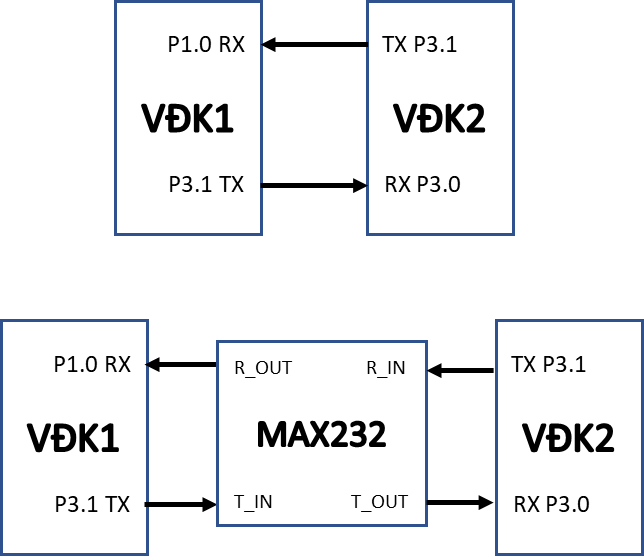 P1.0 RX
TX P3.1
VĐK1
VĐK2
P3.1 TX
RX P3.0
P1.0 RX
R_OUT
R_IN
TX P3.1
VĐK1
MAX232
VĐK2
P3.1 TX
T_IN
T_OUT
RX P3.0